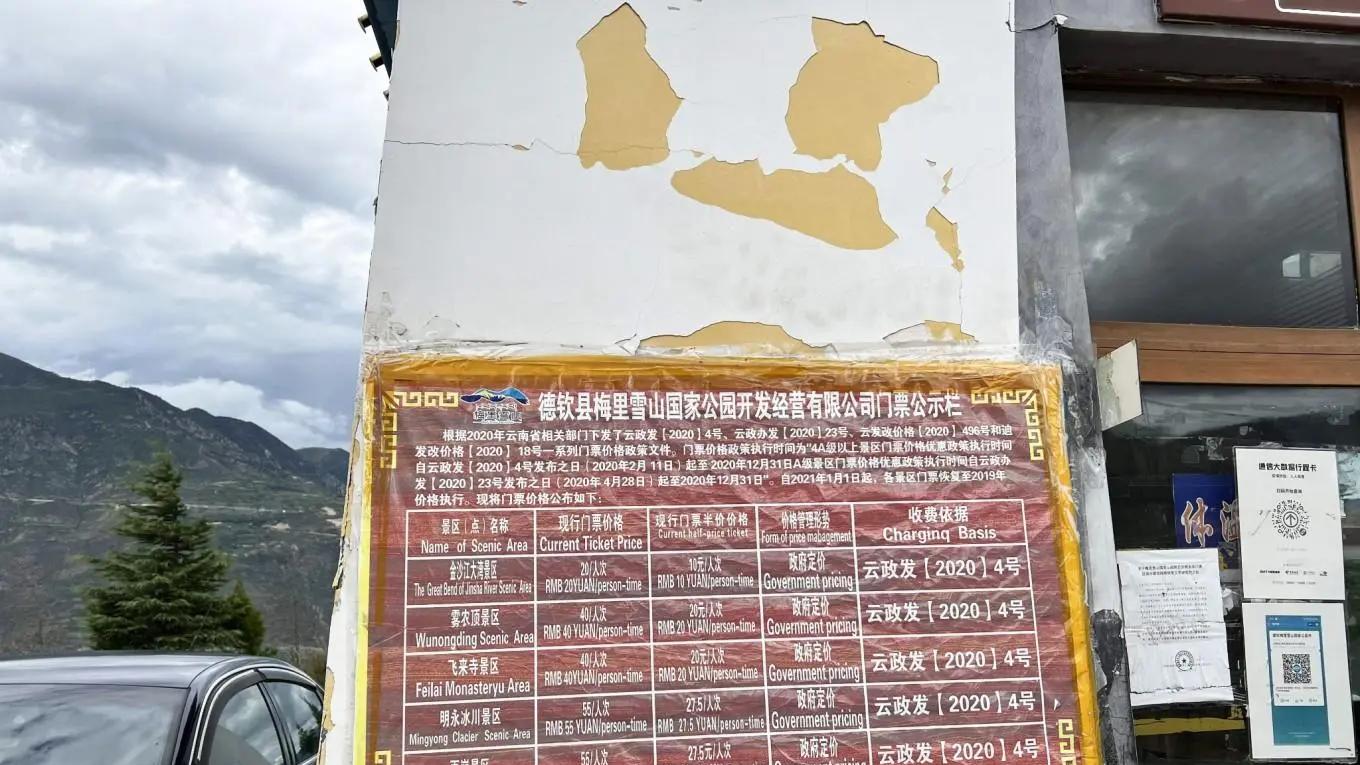 德钦县梅里雪山国家公园开发经营有限公司门票公示栏
根据2020年云南省相关部门下发了云政发【2020】4号、云政办发【2020】23号、云发改价格【2020】496号和迪
发改价格【2020】18号一系列门票价格政策文件。门票价格政策执行时间为"4A级以上景区门票价格优惠政策执行时间
自云政发【2020】4号发布之日（2020年2月11日）起至2020年12月31日A级景区门票价格优惠政策执行时间自云政办
发【2020】23号发布之日（2020年4月28日）起至2020年12月31日"。自2021年1月1日起，各景区门票恢复至2019年
价格执行。现将门票价格公布如下：
景区（点）名称 现行门票价格 现行门票半价价格 价格管理形势 收费依据
Name of Scenic Area Current Ticket Price Current half-price ticket Form of price mabagement Charginq Basis
金沙江大湾景区 20/人次 10元/人次 政府定价 云政发【2020】4号
The Great Bend of Jinsha River Scenic Area RMB 20YUAN/person-time RMB 10 YUAN/person-time Government pricing
雾农顶景区 40/人次 20元/人次 政府定价 云政发【2020】4号
Wunongding Scenic Area RMB 40 YUAN/person-time RMB 20 YUAN/person-time Government pricing
飞来寺景区 40/人次 20元/人次 政府定价 云政发【2020】4号
Feilai Monasteryu Area RMB 40YUAN/person-time RMB 20 YUAN/person-time Government pricing
明永冰川景区 55/人次 27.5/人次 政府定价 云政发【2020】4号
Mingyong Clacier Scenic Area RMB 55 YUAN/person-time RMB 27.5 YUAN/person-time Government pricing
55/人次 27.5元/人次 政府定价 云政发【2020】4号
通信大数据行程卡